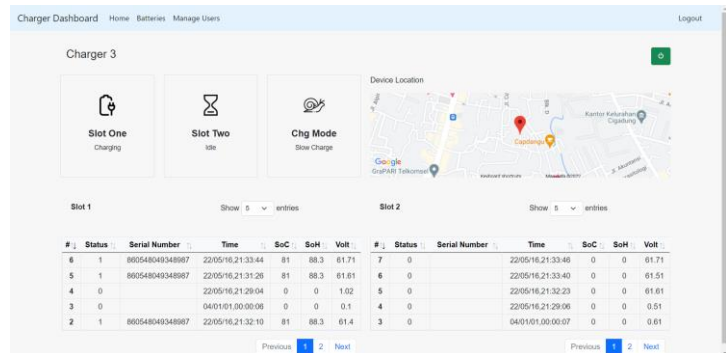 Charger Dashboard Home Batteries Manage Users Logout
Charger 3
Slot One
Charging
Slot Two
Idle
Chg Mode
Slow Charge
Device Location
Kantor Kelurahan
Cigadung
Capdango
Google
GraPARI Telkomsel
Slot 1 Show 5 entries
# Status Serial Number Time SoC SoH Volt
6 1 860548049348987 22/05/16,21:33:44 81 88.3 61.71
5 1 860548049348987 22/05/16,21:31:26 81 88.3 61.61
4 0 22/05/16,21:29:04 0 0 1.02
3 0 04/01/01,00:00:06 0 0 0.1
2 1 860548049348987 22/05/16,21:32:10 81 88.3 61.4
Previous 1 2 Next
Slot 2 Show 5 entries
# Status Serial Number Time SoC SoH Volt
7 0 22/05/16,21:33:46 0 0 61.71
6 0 22/05/16,21:33:40 0 0 61.51
5 0 22/05/16,21:32:23 0 0 61.61
4 0 22/05/16,21:29:06 0 0 0.51
3 0 04/01/01,00:00:07 0 0 0.61
Previous 1 2 Next